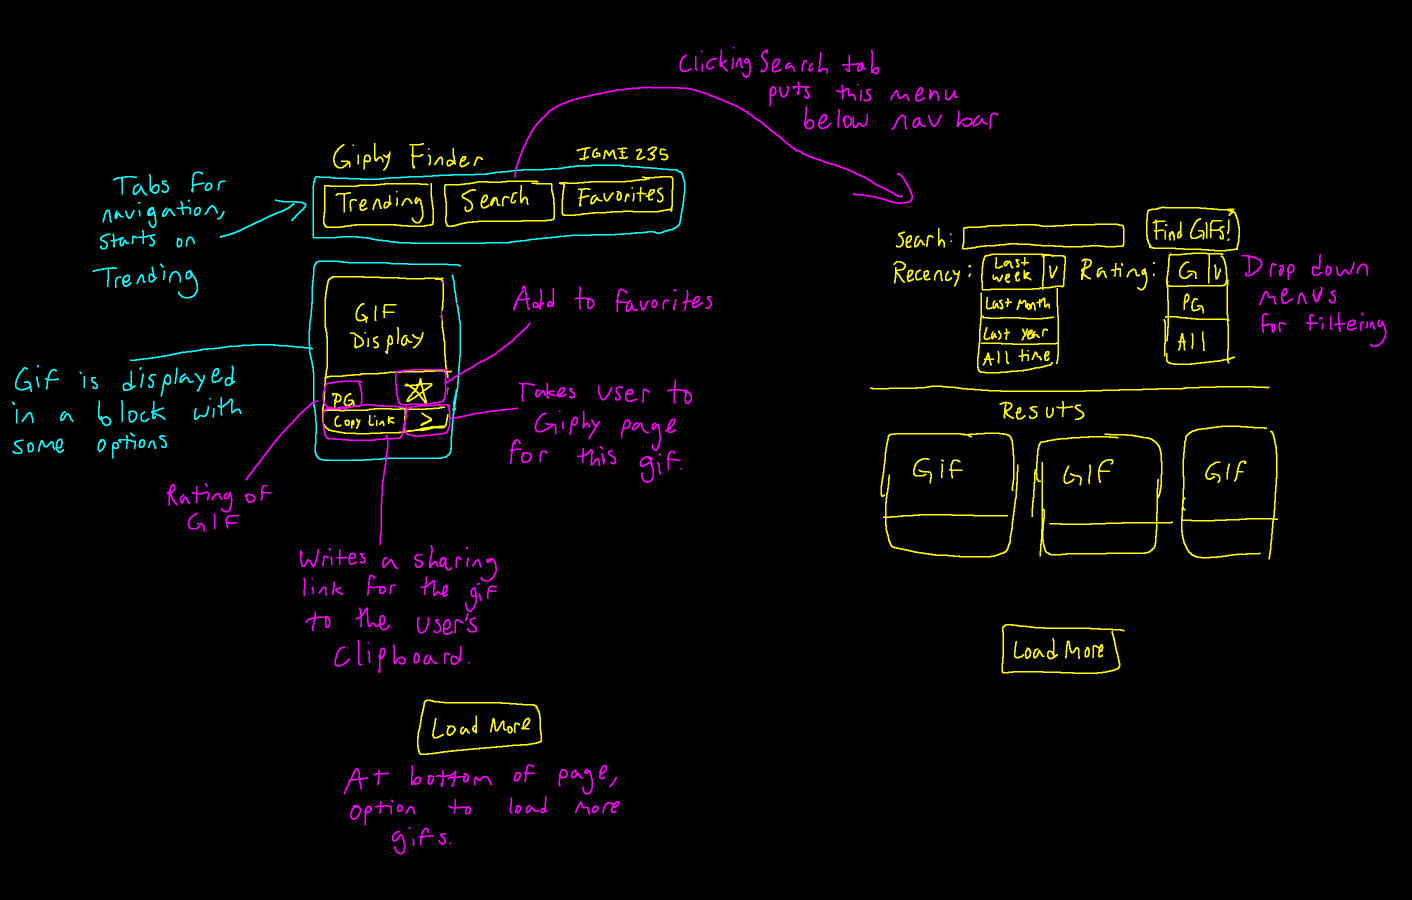 Clicking Search tab
puts this menu
below nav bar
Giphy Finder
IGME 235
Tabs for
navigation,
starts on
Trending
Trending
Search
Favorites
GIF
Display
PG
Copy Link
>
Add to favorites
Takes user to
Giphy page
for this gif.
Gif is displayed
in a block with
some options
Rating of
GIF
Writes a sharing
link for the gif
to the user's
Clipboard.
Load More
At bottom of page,
option to load more
gifs.
Searh:
Find GIFs!
Recency:
Last
week
V
Last Month
Last year
All time
Rating:
G
V
PG
All
Drop down
menus
for filtering
Resuts
Gif
GIF
GIF
Load More